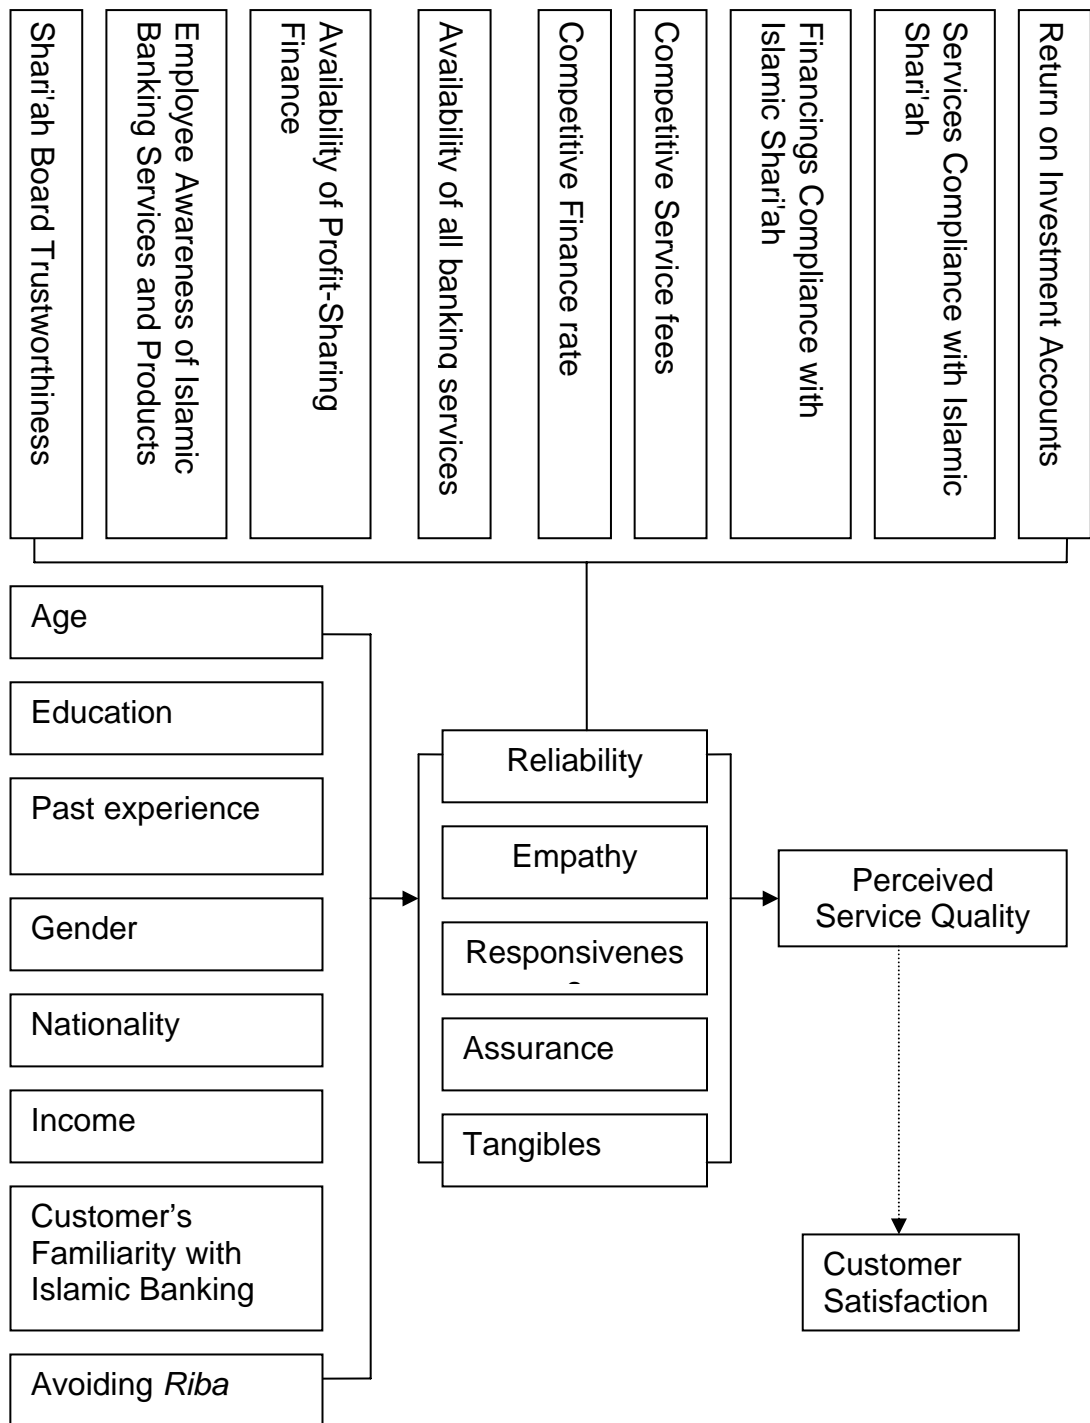 Shari'ah Board Trustworthiness
Employee Awareness of Islamic
Banking Services and Products
Availability of Profit-Sharing
Finance
Availability of all banking services
Competitive Finance rate
Competitive Service fees
Financings Compliance with
Islamic Shari'ah
Services Compliance with Islamic
Shari'ah
Return on Investment Accounts
Age
Education
Past experience
Gender
Nationality
Income
Customer’s
Familiarity with
Islamic Banking
Avoiding Riba
Reliability
Empathy
Responsivenes
Assurance
Tangibles
Perceived
Service Quality
Customer
Satisfaction